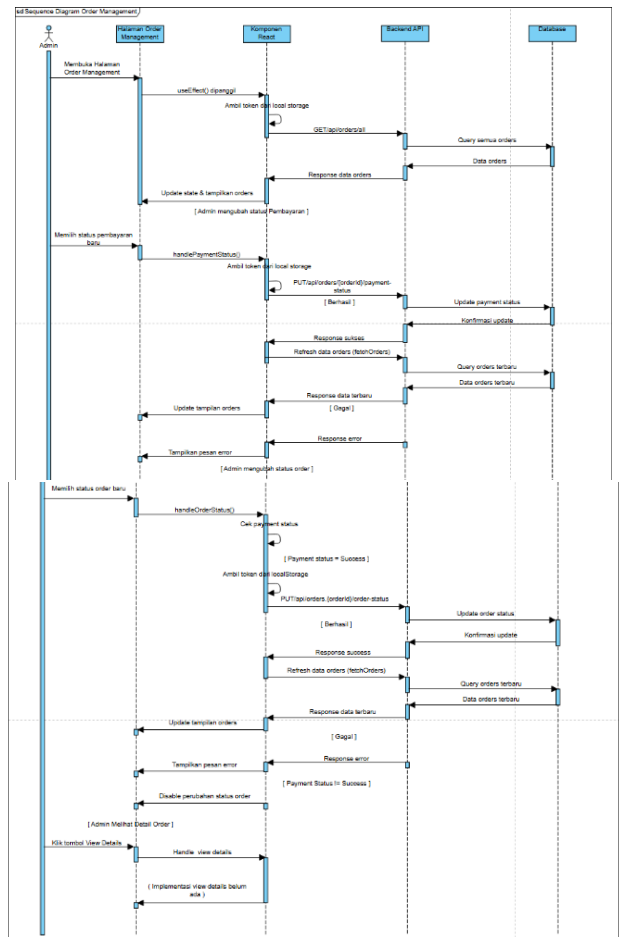 sd Sequence Diagram Order Management
Admin
Halaman Order
Management
Komponen
React
Backend API
Database
Membuka Halaman
Order Management
useEffect() dipanggil
Ambil token dari local storage
GET/api/orders/all
Query semua orders
Data orders
Response data orders
Update state & tampilkan orders
[ Admin mengubah status Pembayaran ]
Memilih status pembayaran
baru
handlePaymentStatus()
Ambil token dari local storage
PUT/api/orders/{orderId}/payment-
status
[ Berhasil ]
Update payment status
Konfirmasi update
Response sukses
Refresh data orders (fetchOrders)
Query orders terbaru
Data orders terbaru
Response data terbaru
Update tampilan orders
[ Gagal ]
Response error
Tampilkan pesan error
[Admin mengubah status order ]
Memilih status order baru
handleOrderStatus()
Cek payment status
[ Payment status = Success ]
Ambil token dari localStorage
PUT/api/orders.{orderId}/order-status
[ Berhasil ]
Update order status
Konfirmasi update
Response success
Refresh data orders (fetchOrders)
Query orders terbaru
Data orders terbaru
Response data terbaru
Update tampilan orders
[ Gagal ]
Response error
Tampilkan pesan error
[ Payment Status != Success ]
Disable perubahan status order
[ Admin Melihat Detail Order ]
Klik tombol View Details
Handle view details
( Implementasi view details belum
ada )